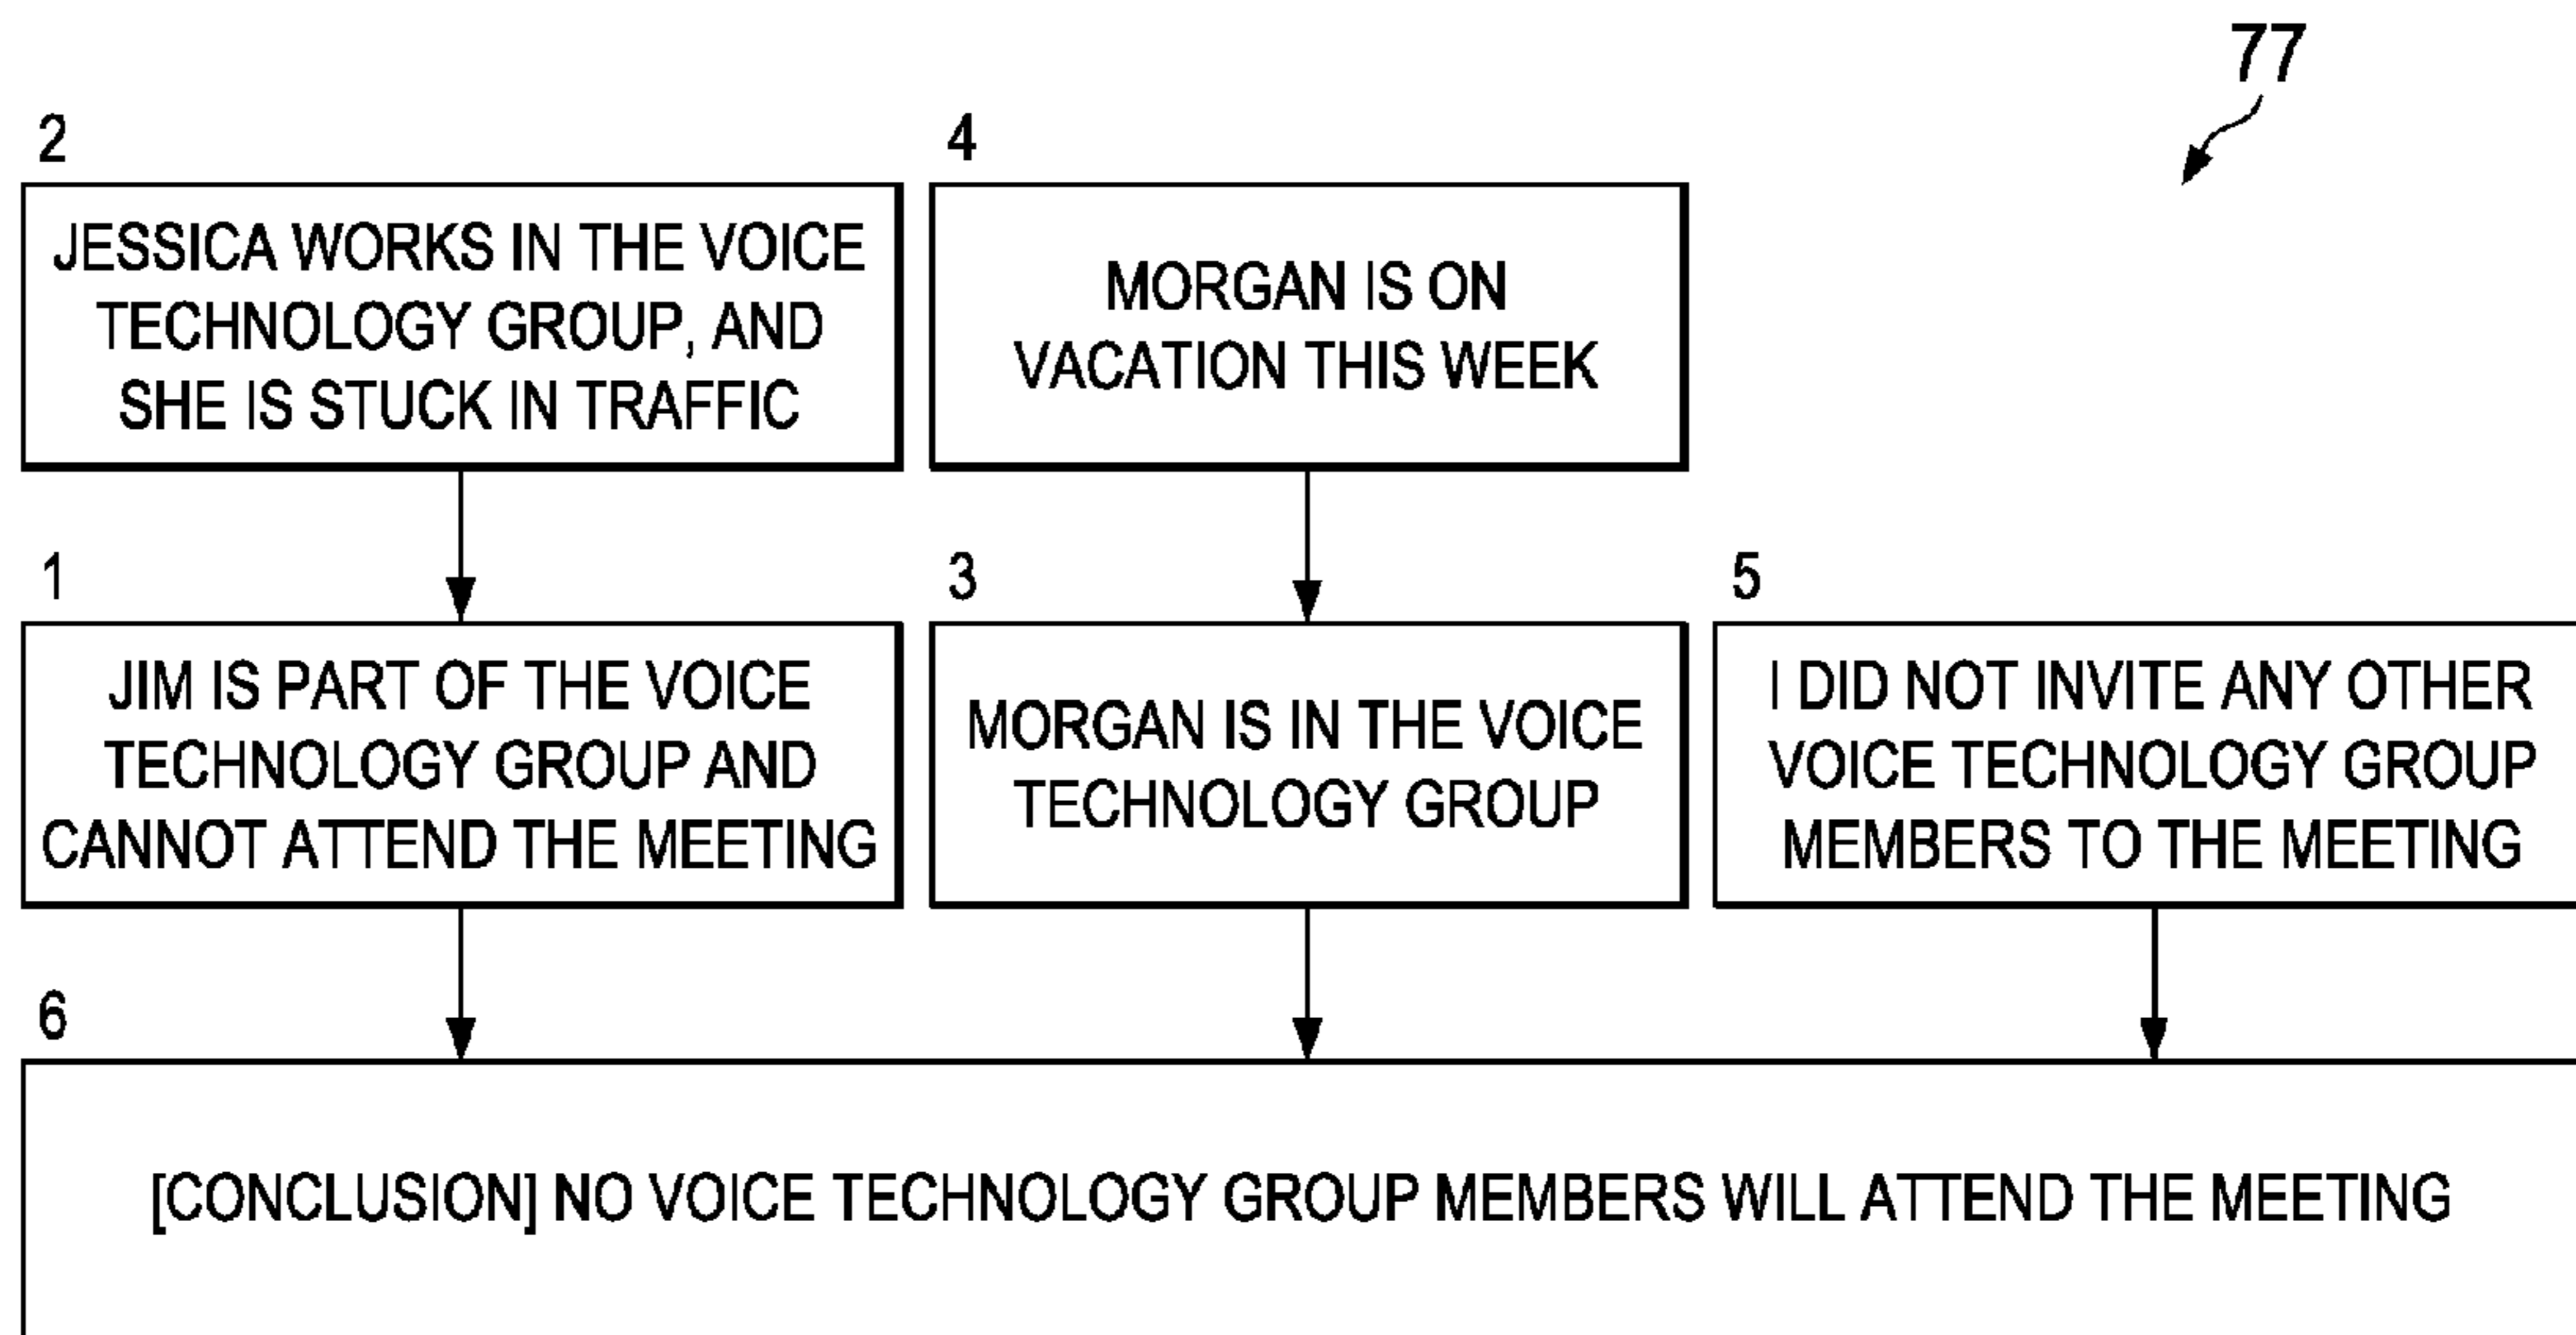 77
2
JESSICA WORKS IN THE VOICE
TECHNOLOGY GROUP, AND
SHE IS STUCK IN TRAFFIC
4
MORGAN IS ON
VACATION THIS WEEK
1
JIM IS PART OF THE VOICE
TECHNOLOGY GROUP AND
CANNOT ATTEND THE MEETING
3
MORGAN IS IN THE VOICE
TECHNOLOGY GROUP
5
I DID NOT INVITE ANY OTHER
VOICE TECHNOLOGY GROUP
MEMBERS TO THE MEETING
6
[CONCLUSION] NO VOICE TECHNOLOGY GROUP MEMBERS WILL ATTEND THE MEETING